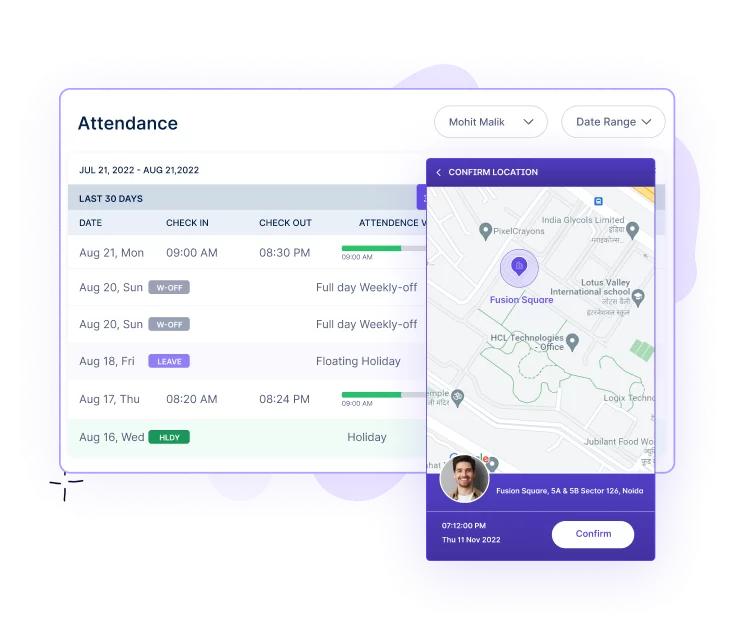 Attendance
Mohit Malik
Date Range
JUL 21, 2022 - AUG 21,2022
LAST 30 DAYS
DATE CHECK IN CHECK OUT ATTENDENCE V
Aug 21, Mon 09:00 AM 08:30 PM
09:00 AM
Aug 20, Sun W-OFF Full day Weekly-off
Aug 20, Sun W-OFF Full day Weekly-off
Aug 18, Fri LEAVE Floating Holiday
Aug 17, Thu 08:20 AM 08:24 PM
09:00 AM
Aug 16, Wed HLDY Holiday
CONFIRM LOCATION
India Glycols Limited
इंडिया
ग्लाइकोल्स...
PixelCrayons
Fusion Square
Lotus Valley
International school
लोटस वैली
इंटरनेशनल स्कूल
HCL Technologies
- Office
emple
Logix Techno
Jubilant Food Wo
Google
Fusion Square, 5A & 5B Sector 126, Noida
07:12:00 PM
Thu 11 Nov 2022
Confirm